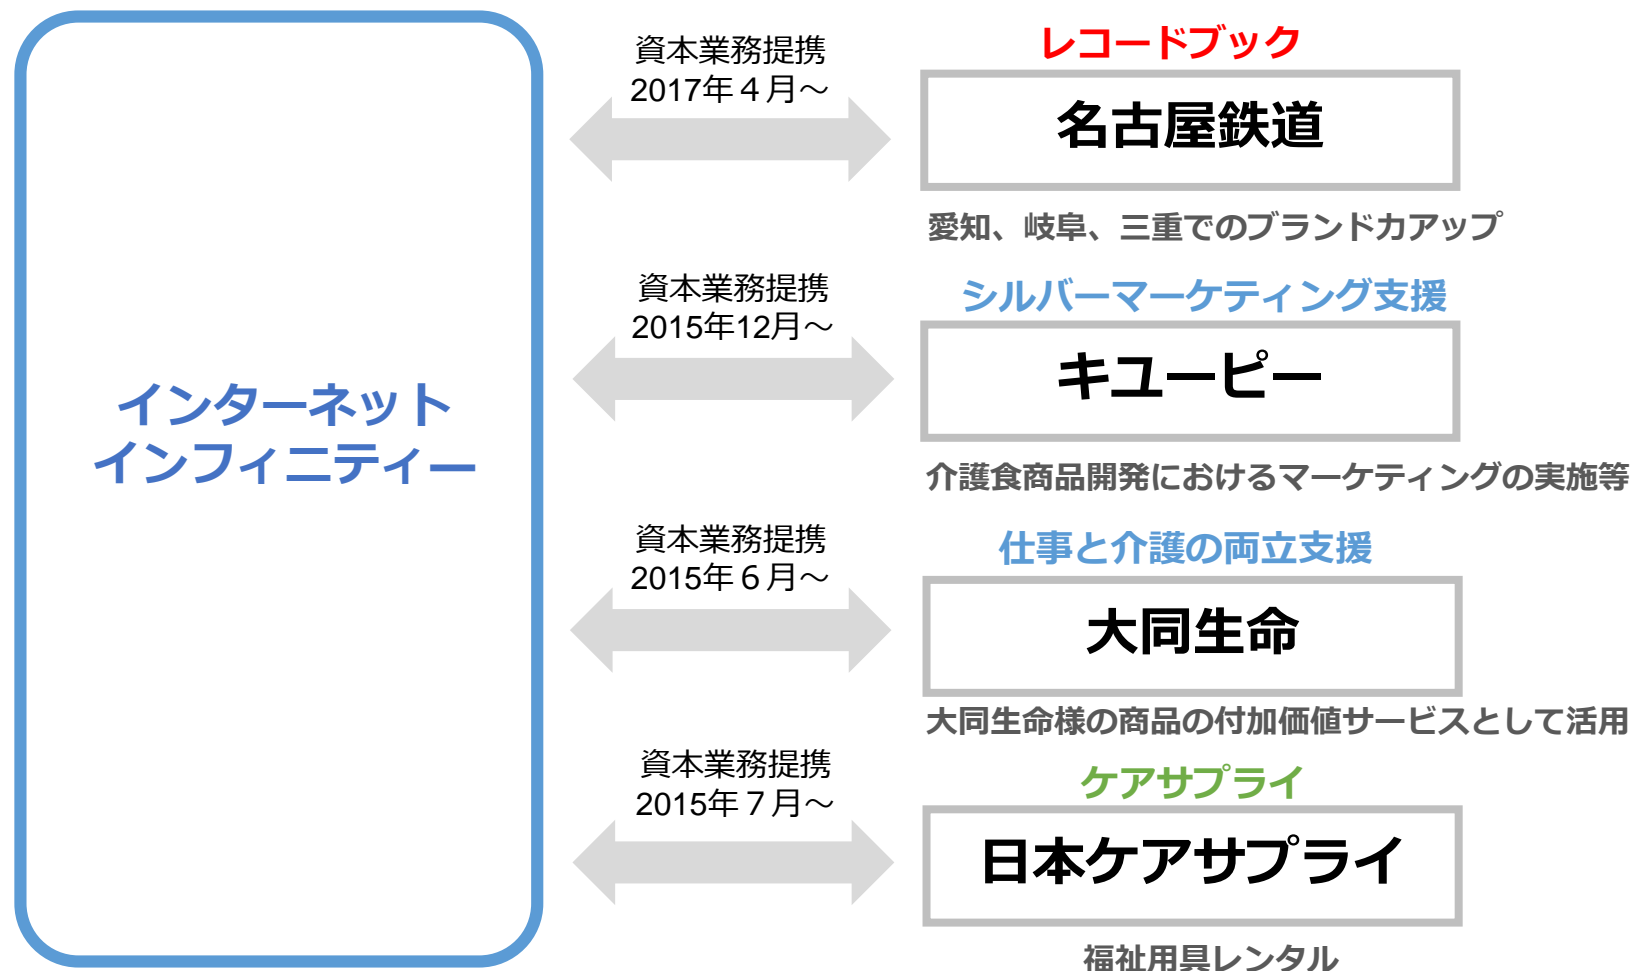 インターネット
インフィニティー
資本業務提携
2017年４月～
レコードブック
名古屋鉄道
愛知、岐阜、三重でのブランド力アップ
資本業務提携
2015年12月～
シルバーマーケティング支援
キユーピー
介護食商品開発におけるマーケティングの実施等
資本業務提携
2015年６月～
仕事と介護の両立支援
大同生命
大同生命様の商品の付加価値サービスとして活用
資本業務提携
2015年７月～
ケアサプライ
日本ケアサプライ
福祉用具レンタル